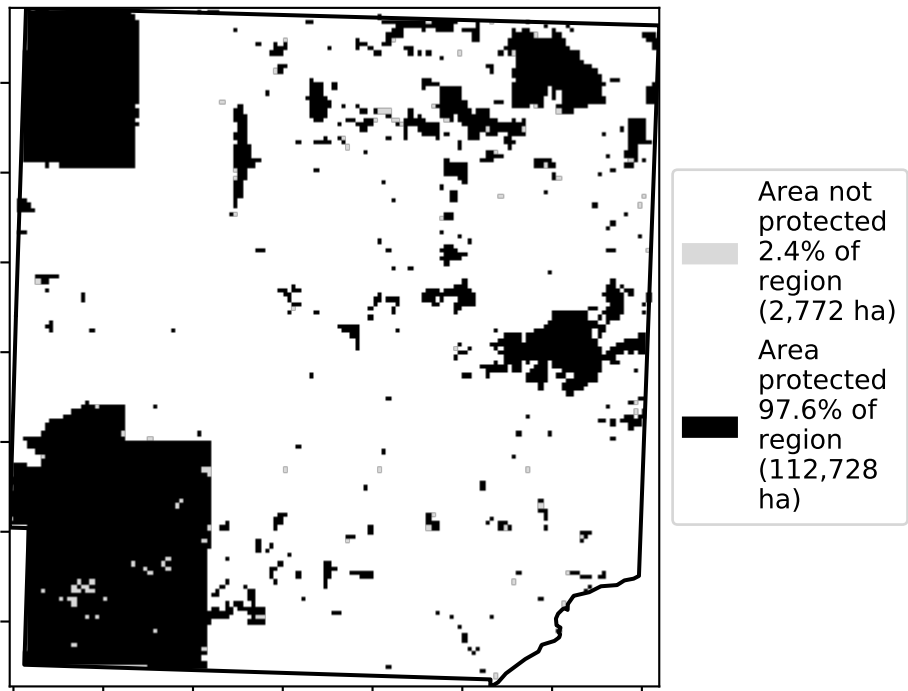 Area not
protected
2.4% of
region
(2,772 ha)
Area
protected
97.6% of
region
(112,728
ha)